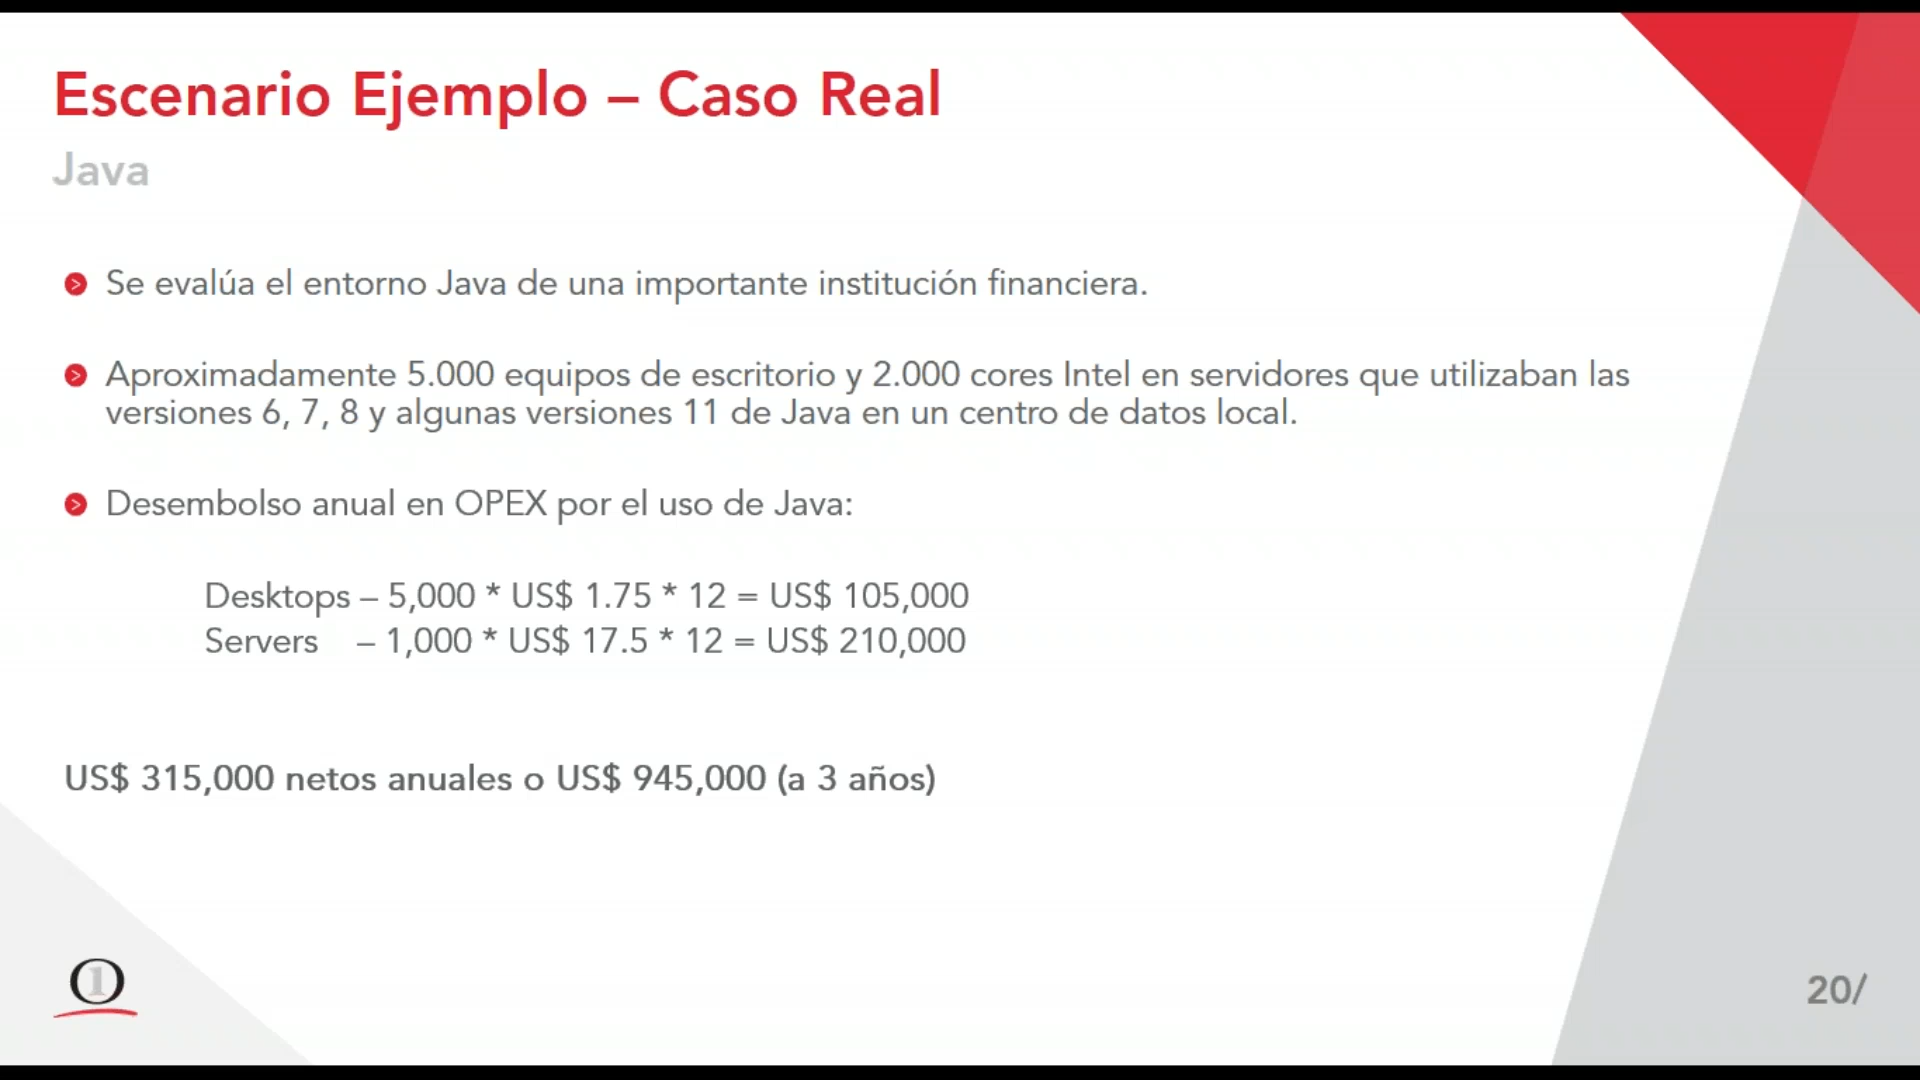 Escenario Ejemplo – Caso Real
Java
Se evalúa el entorno Java de una importante institución financiera.
Aproximadamente 5.000 equipos de escritorio y 2.000 cores Intel en servidores que utilizaban las
versiones 6, 7, 8 y algunas versiones 11 de Java en un centro de datos local.
Desembolso anual en OPEX por el uso de Java:
Desktops – 5,000 * US$ 1.75 * 12 = US$ 105,000
Servers – 1,000 * US$ 17.5 * 12 = US$ 210,000
US$ 315,000 netos anuales o US$ 945,000 (a 3 años)
O1
20/